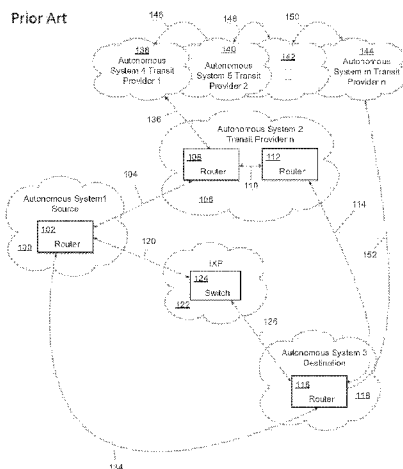 Prior Art
146
148
150
138
Autonomous
System 4 Transit
Provider 1
140
Autonomous
System 5 Transit
Provider 2
142
...
144
Autonomous
System m Transit
Provider n
136
Autonomous System 2
Transit Provider n
108
Router
110
112
Router
106
104
114
152
Autonomous System1
Source
102
Router
100
120
IXP
124
Switch
122
126
Autonomous System 3
Destination
116
Router
118
134